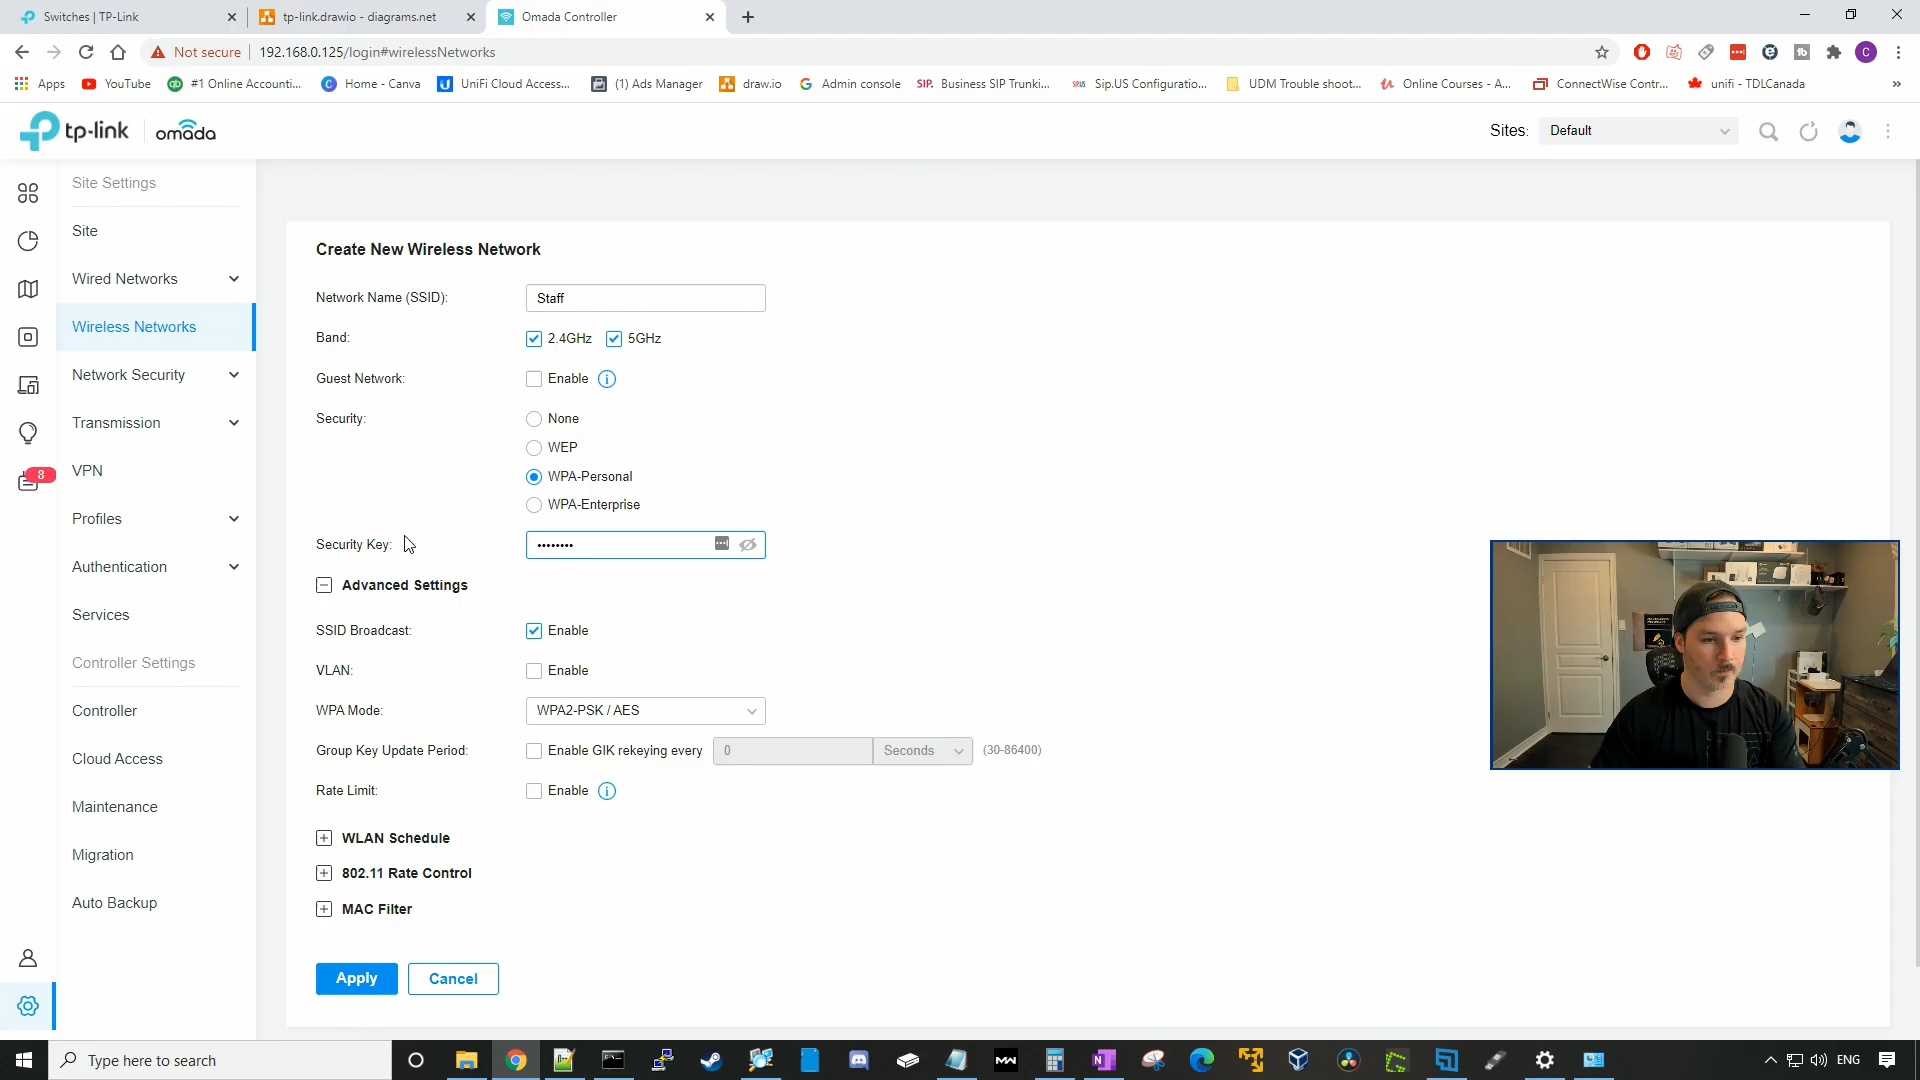 Switches | TP-Link
tp-link.drawio - diagrams.net
Omada Controller
Not secure
192.168.0.125/login#wirelessNetworks
Apps
YouTube
#1 Online Accounti...
Home - Canva
UniFi Cloud Access...
(1) Ads Manager
draw.io
Admin console
SIP. Business SIP Trunki...
Sip.US Configuratio...
UDM Trouble shoot...
Online Courses - A...
ConnectWise Contr...
unifi - TDLCanada
»
tp-link
omada
Sites:
Default
Site Settings
Site
Wired Networks
Wireless Networks
Network Security
Transmission
VPN
8
Profiles
Authentication
Services
Controller Settings
Controller
Cloud Access
Maintenance
Migration
Auto Backup
Create New Wireless Network
Network Name (SSID):
Staff
Band:
2.4GHz
5GHz
Guest Network:
Enable
Security:
None
WEP
WPA-Personal
WPA-Enterprise
Security Key:
••••••••
Advanced Settings
SSID Broadcast:
Enable
VLAN:
Enable
WPA Mode:
WPA2-PSK / AES
Group Key Update Period:
Enable GIK rekeying every
0
Seconds
(30-86400)
Rate Limit:
Enable
WLAN Schedule
802.11 Rate Control
MAC Filter
Apply
Cancel
Type here to search
ENG